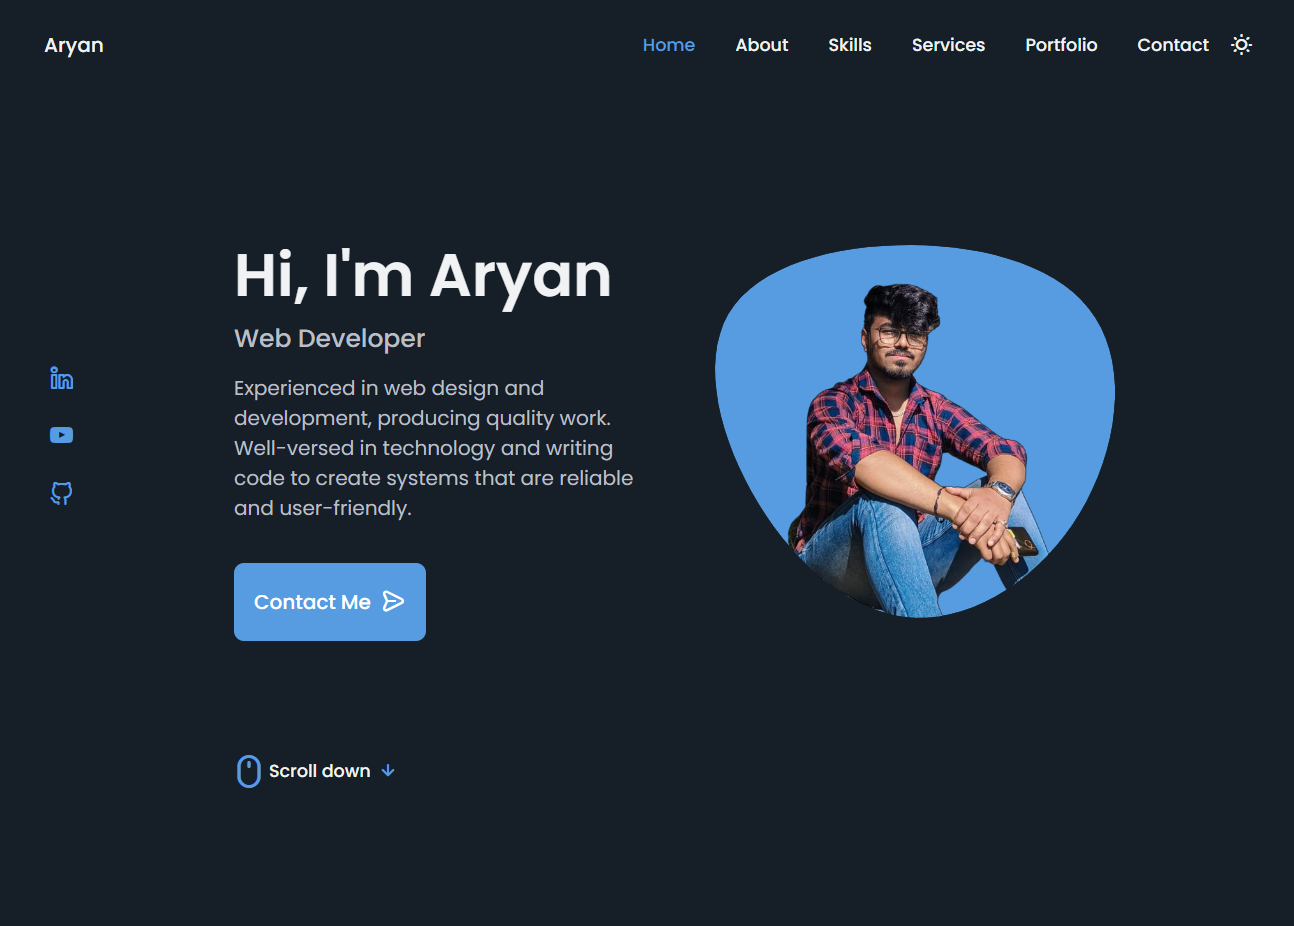 Aryan
Home About Skills Services Portfolio Contact
Hi, I'm Aryan
Web Developer
Experienced in web design and
development, producing quality work.
Well-versed in technology and writing
code to create systems that are reliable
and user-friendly.
Contact Me
Scroll down